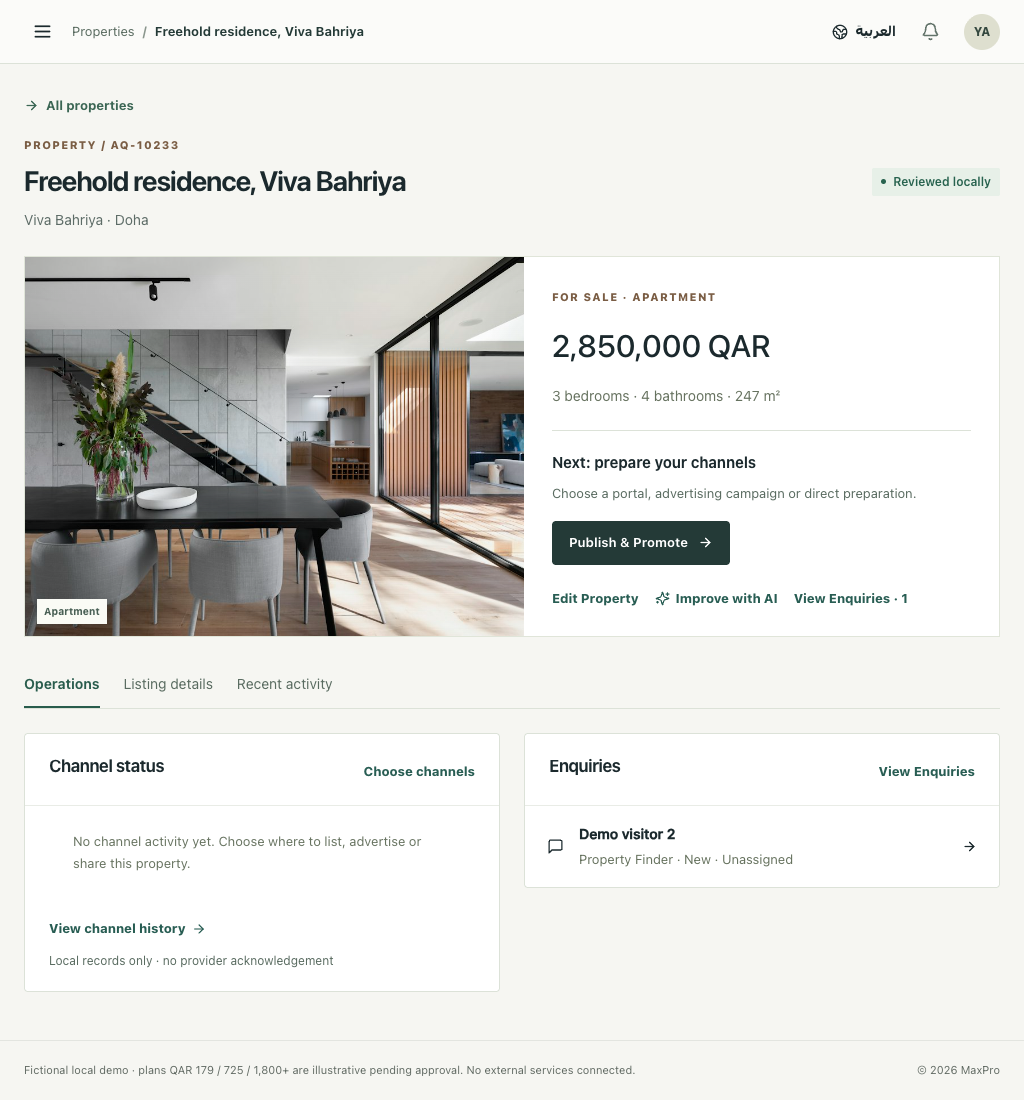 Properties / Freehold residence, Viva Bahriya
العربية
YA
All properties
PROPERTY / AQ-10233
Freehold residence, Viva Bahriya
Reviewed locally
Viva Bahriya · Doha
FOR SALE · APARTMENT
2,850,000 QAR
3 bedrooms · 4 bathrooms · 247 m²
Next: prepare your channels
Choose a portal, advertising campaign or direct preparation.
Publish & Promote
Edit Property
Improve with AI
View Enquiries · 1
Apartment
Operations
Listing details
Recent activity
Channel status
Choose channels
No channel activity yet. Choose where to list, advertise or
share this property.
View channel history
Local records only · no provider acknowledgement
Enquiries
View Enquiries
Demo visitor 2
Property Finder · New · Unassigned
Fictional local demo · plans QAR 179 / 725 / 1,800+ are illustrative pending approval. No external services connected.
© 2026 MaxPro